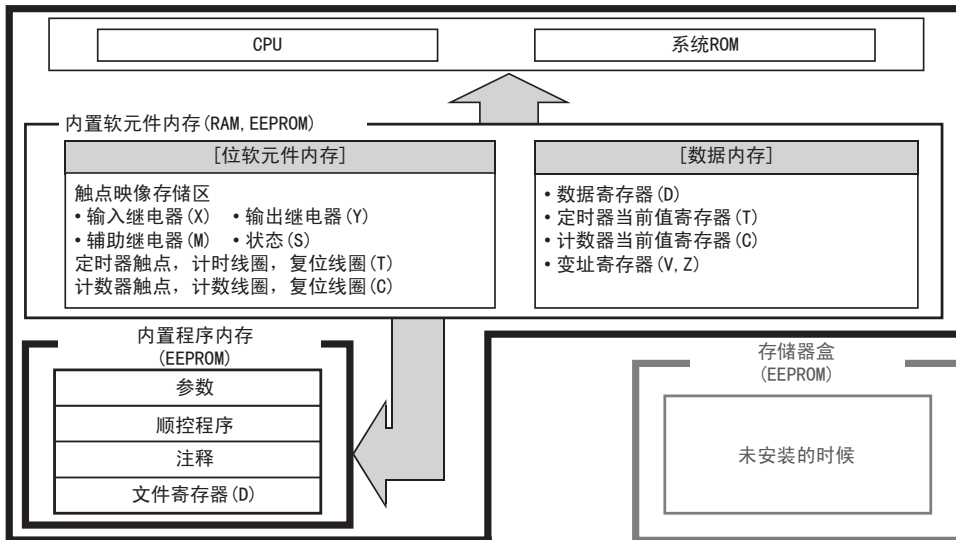 CPU
系统ROM
内置软元件内存(RAM,EEPROM)
[位软元件内存]
触点映像存储区
•输入继电器(X) •输出继电器(Y)
•辅助继电器(M) •状态(S)
定时器触点，计时线圈，复位线圈(T)
计数器触点，计数线圈，复位线圈(C)
[数据内存]
•数据寄存器(D)
•定时器当前值寄存器(T)
•计数器当前值寄存器(C)
•变址寄存器(V,Z)
内置程序内存
(EEPROM)
参数
顺控程序
注释
文件寄存器(D)
存储器盒
(EEPROM)
未安装的时候